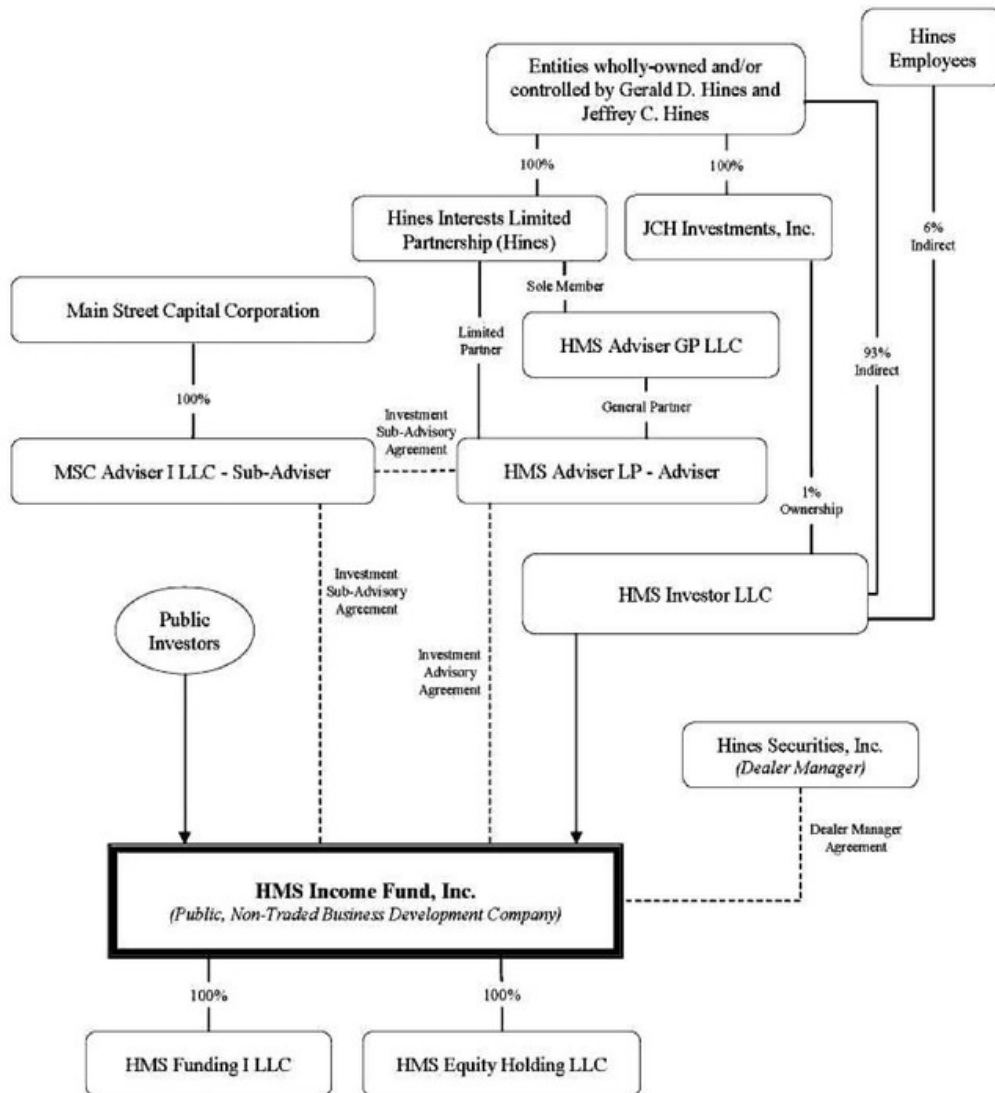 Hines
Employees
Entities wholly-owned and/or
controlled by Gerald D. Hines and
Jeffrey C. Hines
100%
100%
Hines Interests Limited
Partnership (Hines)
JCH Investments, Inc.
6%
Indirect
Sole Member
Main Street Capital Corporation
Limited
Partner
HMS Adviser GP LLC
93%
Indirect
100%
General Partner
Investment
Sub-Advisory
Agreement
MSC Adviser I LLC - Sub-Adviser
HMS Adviser LP - Adviser
1%
Ownership
Investment
Sub-Advisory
Agreement
HMS Investor LLC
Public
Investors
Investment
Advisory
Agreement
Hines Securities, Inc.
(Dealer Manager)
Dealer Manager
Agreement
HMS Income Fund, Inc.
(Public, Non-Traded Business Development Company)
100%
100%
HMS Funding I LLC
HMS Equity Holding LLC